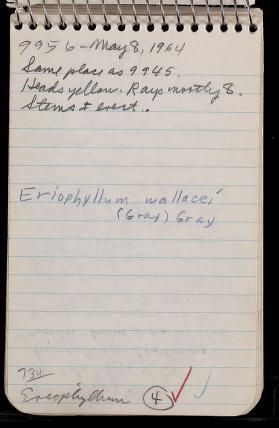 9956 - May 8, 1964
Same place as 9945.
Heads yellow. Rays mostly 8.
Stems ± erect.
Eriophyllum wallacei
(Gray) Gray
Eriophyllum 4